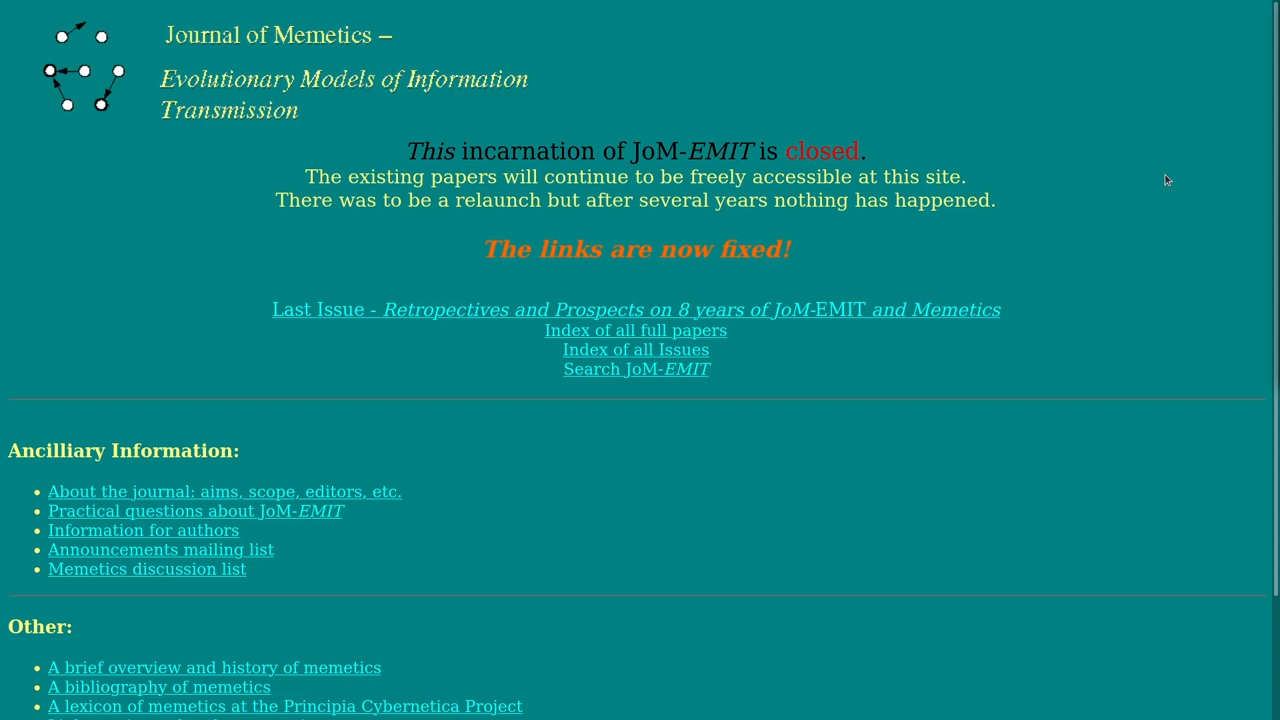 Journal of Memetics –
Evolutionary Models of Information
Transmission
This incarnation of JoM-EMIT is closed.
The existing papers will continue to be freely accessible at this site.
There was to be a relaunch but after several years nothing has happened.
The links are now fixed!
Last Issue - Retropectives and Prospects on 8 years of JoM-EMIT and Memetics
Index of all full papers
Index of all Issues
Search JoM-EMIT
Ancilliary Information:
• About the journal: aims, scope, editors, etc.
• Practical questions about JoM-EMIT
• Information for authors
• Announcements mailing list
• Memetics discussion list
Other:
• A brief overview and history of memetics
• A bibliography of memetics
• A lexicon of memetics at the Principia Cybernetica Project